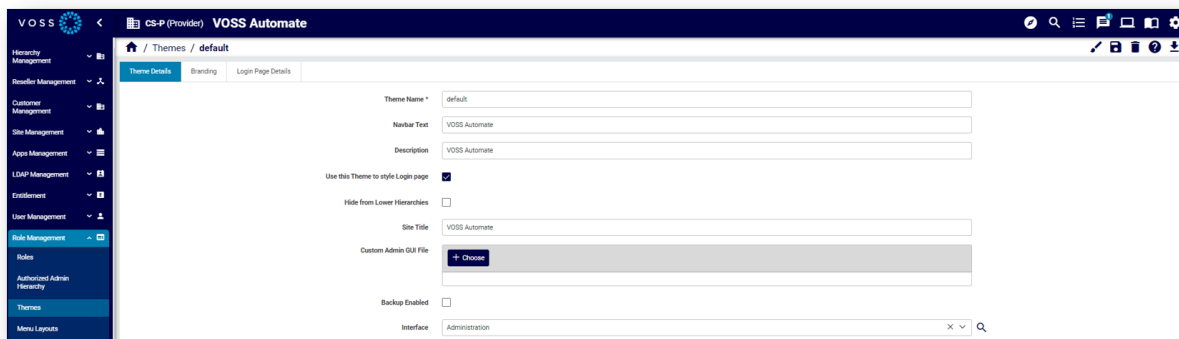 VOSS
CS-P (Provider) VOSS Automate
Hierarchy
Management
Reseller Management
Customer
Management
Site Management
Apps Management
LDAP Management
Entitlement
User Management
Role Management
Roles
Authorized Admin
Hierarchy
Themes
Menu Layouts
/ Themes / default
Theme Details Branding Login Page Details
Theme Name * default
Navbar Text VOSS Automate
Description VOSS Automate
Use this Theme to style Login page
Hide from Lower Hierarchies
Site Title VOSS Automate
Custom Admin GUI File
+ Choose
Backup Enabled
Interface Administration